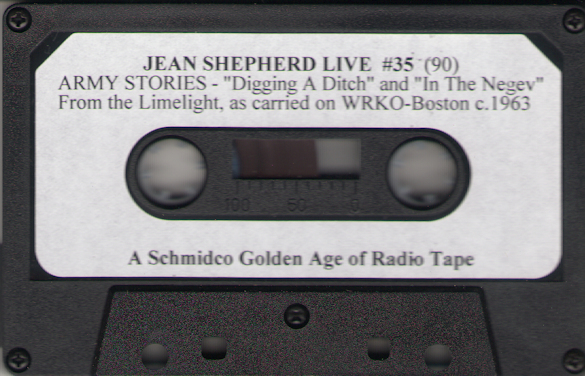 JEAN SHEPHERD LIVE #35 (90)
ARMY STORIES - "Digging A Ditch" and "In The Negev"
From the Limelight, as carried on WRKO-Boston c.1963
100 50 0
A Schmidco Golden Age of Radio Tape